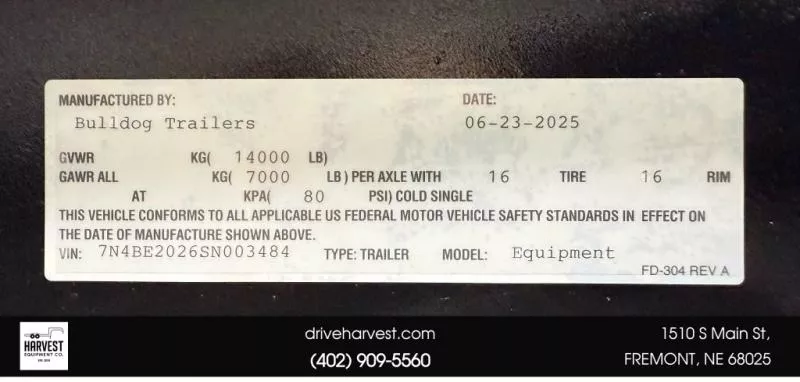 MANUFACTURED BY: DATE:
Bulldog Trailers 06-23-2025
GVWR KG( 14000 LB)
GAWR ALL KG( 7000 LB ) PER AXLE WITH 16 TIRE 16 RIM
AT KPA( 80 PSI) COLD SINGLE
THIS VEHICLE CONFORMS TO ALL APPLICABLE US FEDERAL MOTOR VEHICLE SAFETY STANDARDS IN EFFECT ON
THE DATE OF MANUFACTURE SHOWN ABOVE.
VIN: 7N4BE2026SN003484 TYPE: TRAILER MODEL: Equipment
FD-304 REV A
HARVEST
EQUIPMENT CO.
driveharvest.com
(402) 909-5560
1510 S Main St,
FREMONT, NE 68025